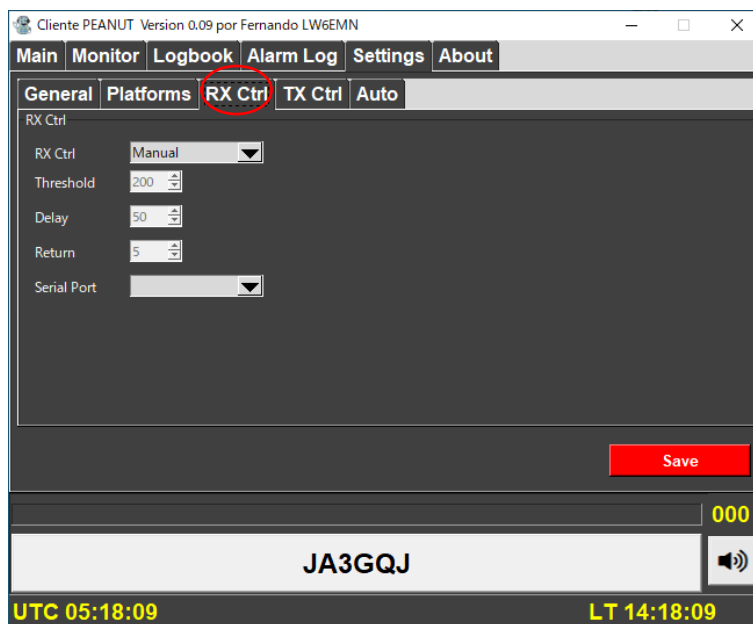 Cliente PEANUT Version 0.09 por Fernando LW6EMN
Main Monitor Logbook Alarm Log Settings About
General Platforms RX Ctrl TX Ctrl Auto
RX Ctrl
RX Ctrl Manual
Threshold 200
Delay 50
Return 5
Serial Port
Save
000
JA3GQJ
UTC 05:18:09 LT 14:18:09